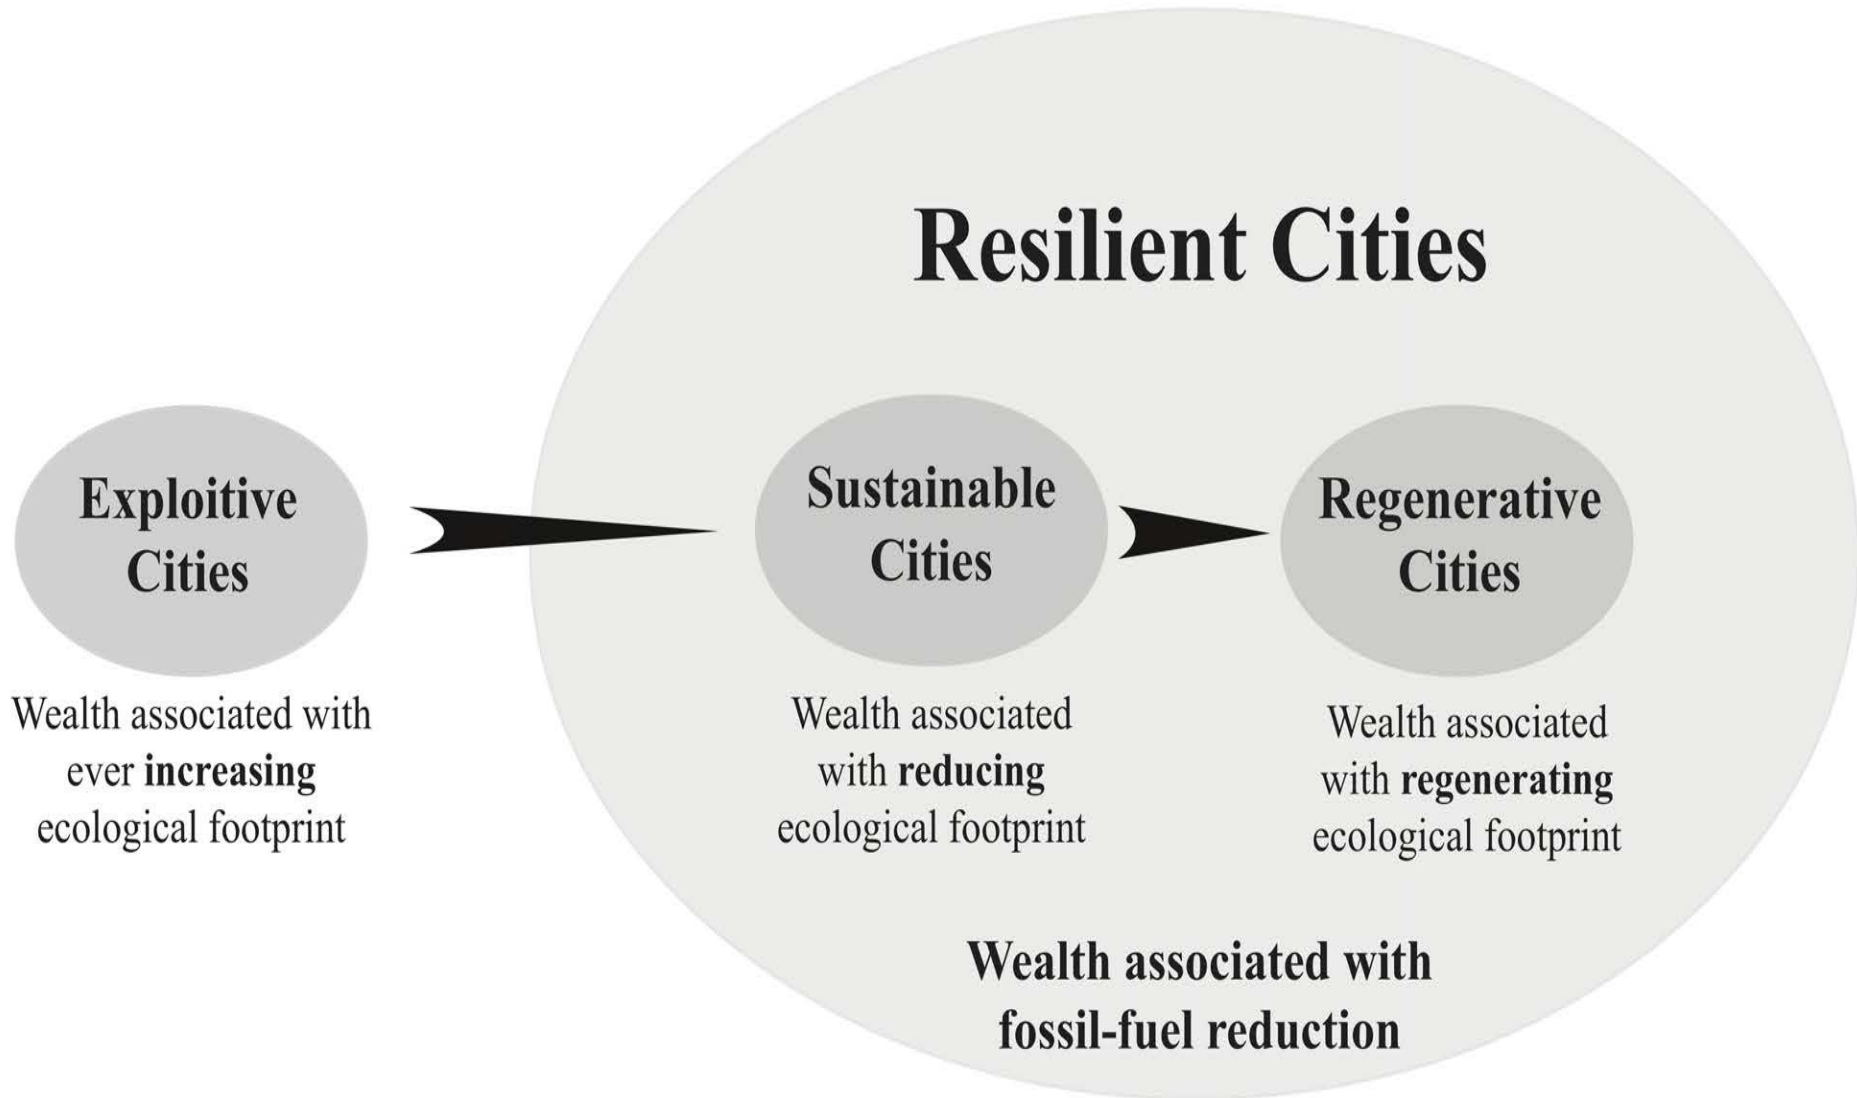 Resilient Cities
Exploitive
Cities
Wealth associated with
ever increasing
ecological footprint
Sustainable
Cities
Wealth associated
with reducing
ecological footprint
Regenerative
Cities
Wealth associated
with regenerating
ecological footprint
Wealth associated with
fossil-fuel reduction